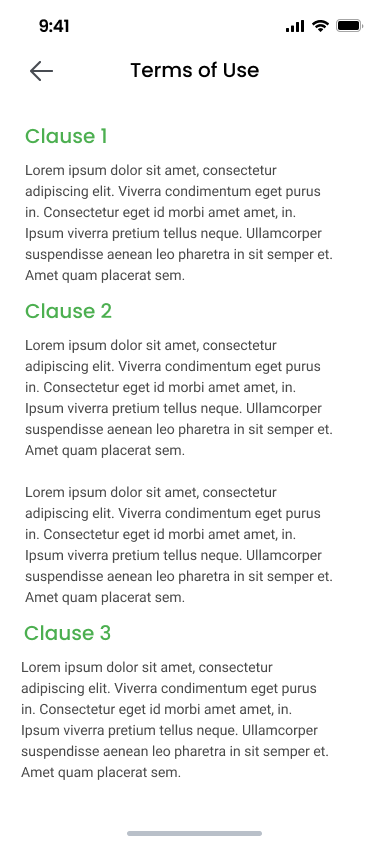 9:41
Terms of Use
Clause 1
Lorem ipsum dolor sit amet, consectetur
adipiscing elit. Viverra condimentum eget purus
in. Consectetur eget id morbi amet amet, in.
Ipsum viverra pretium tellus neque. Ullamcorper
suspendisse aenean leo pharetra in sit semper et.
Amet quam placerat sem.
Clause 2
Lorem ipsum dolor sit amet, consectetur
adipiscing elit. Viverra condimentum eget purus
in. Consectetur eget id morbi amet amet, in.
Ipsum viverra pretium tellus neque. Ullamcorper
suspendisse aenean leo pharetra in sit semper et.
Amet quam placerat sem.
Lorem ipsum dolor sit amet, consectetur
adipiscing elit. Viverra condimentum eget purus
in. Consectetur eget id morbi amet amet, in.
Ipsum viverra pretium tellus neque. Ullamcorper
suspendisse aenean leo pharetra in sit semper et.
Amet quam placerat sem.
Clause 3
Lorem ipsum dolor sit amet, consectetur
adipiscing elit. Viverra condimentum eget purus
in. Consectetur eget id morbi amet amet, in.
Ipsum viverra pretium tellus neque. Ullamcorper
suspendisse aenean leo pharetra in sit semper et.
Amet quam placerat sem.